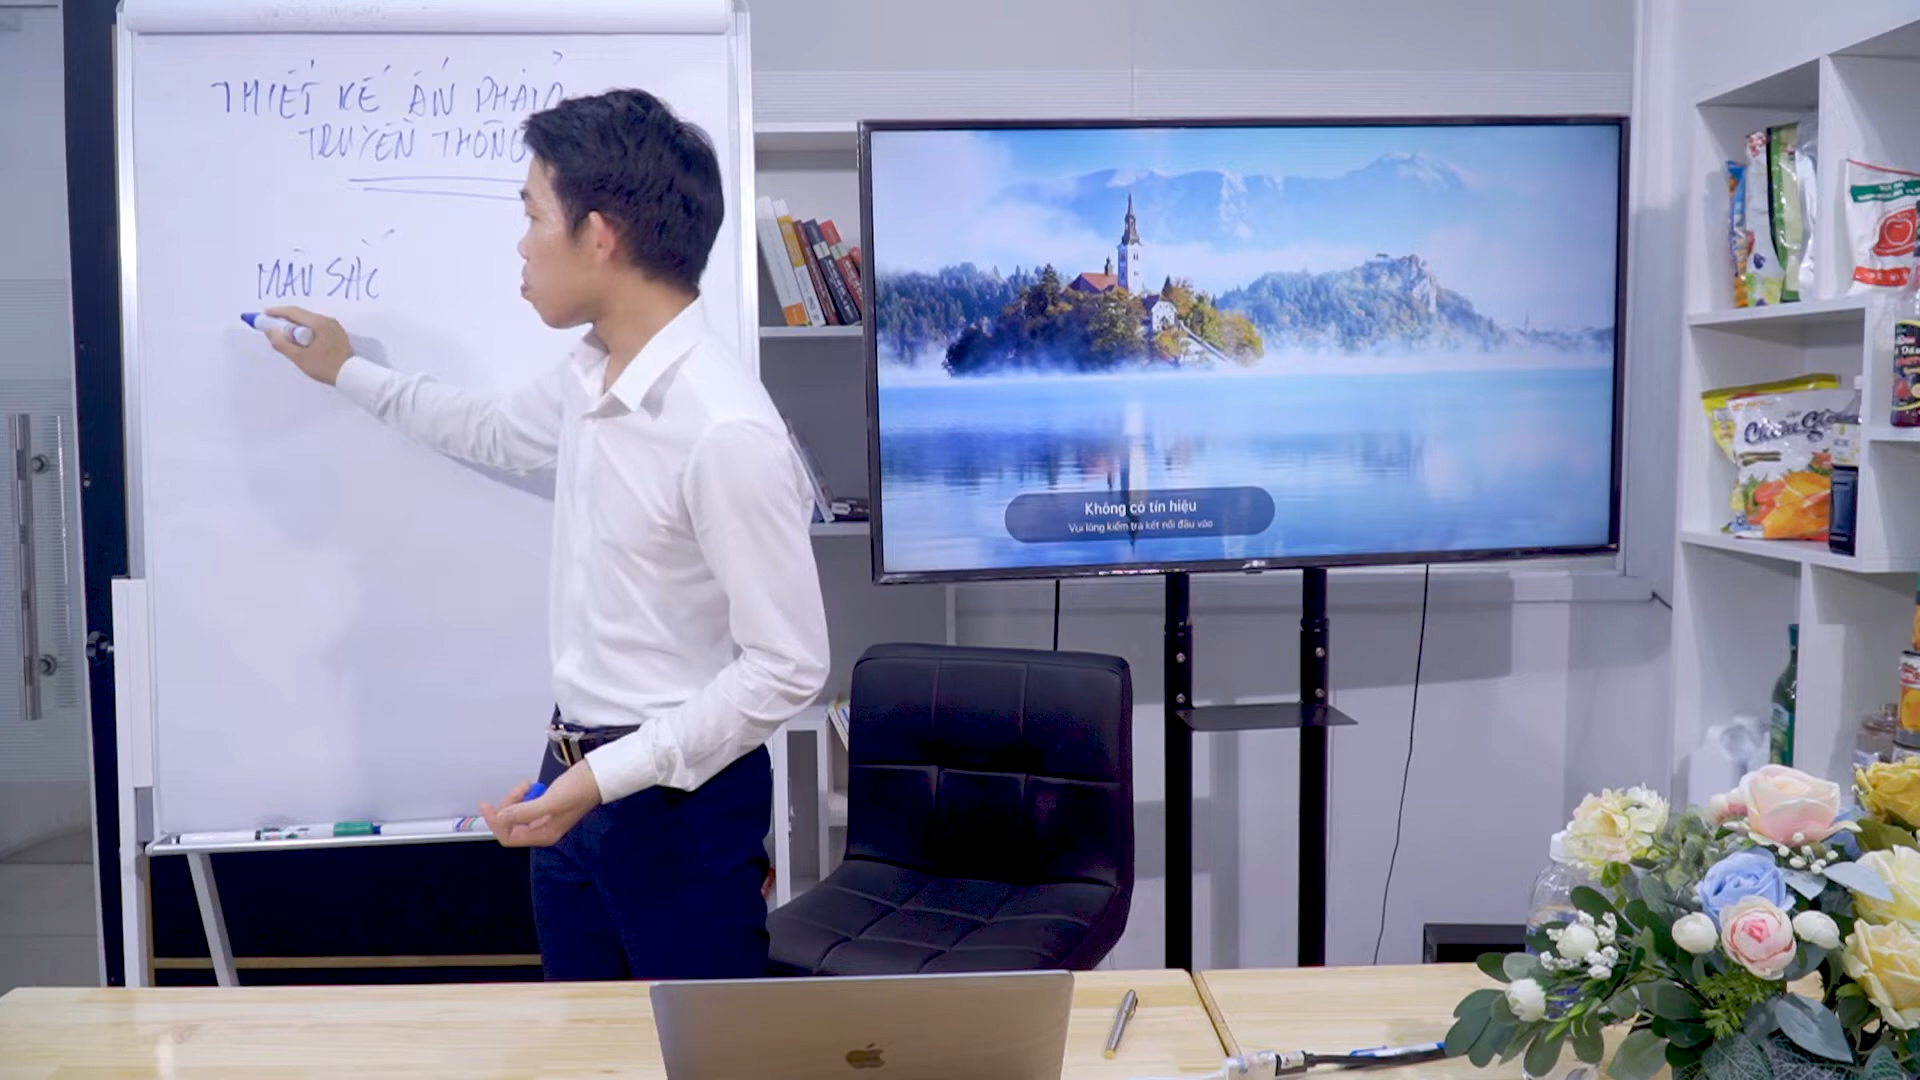 THIẾT KẾ ẤN PHẨM
TRUYỀN THÔNG
MÀU SẮC
Không có tín hiệu
Vui lòng kiểm tra kết nối đầu vào
LG